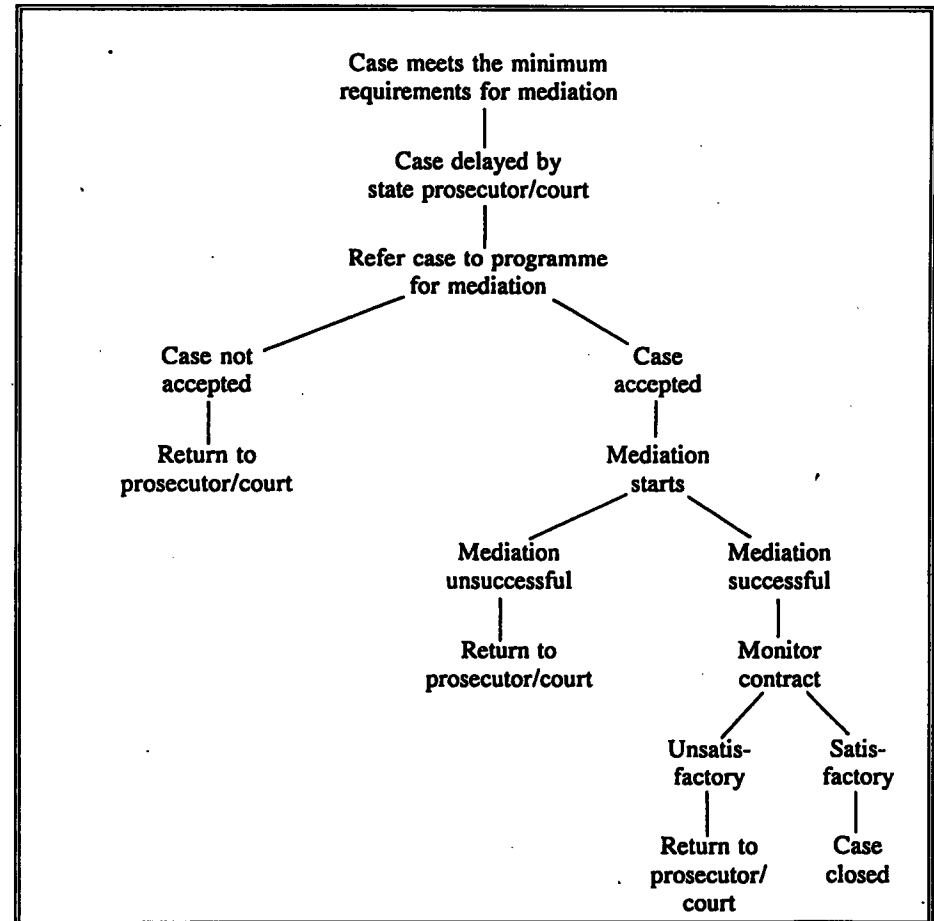 Case meets the minimum
requirements for mediation
Case delayed by
state prosecutor/court
Refer case to programme
for mediation
Case not
accepted
Case
accepted
Return to
prosecutor/court
Mediation
starts
Mediation
unsuccessful
Mediation
successful
Return to
prosecutor/court
Monitor
contract
Unsatis-
factory
Satis-
factory
Return to
prosecutor/
court
Case
closed